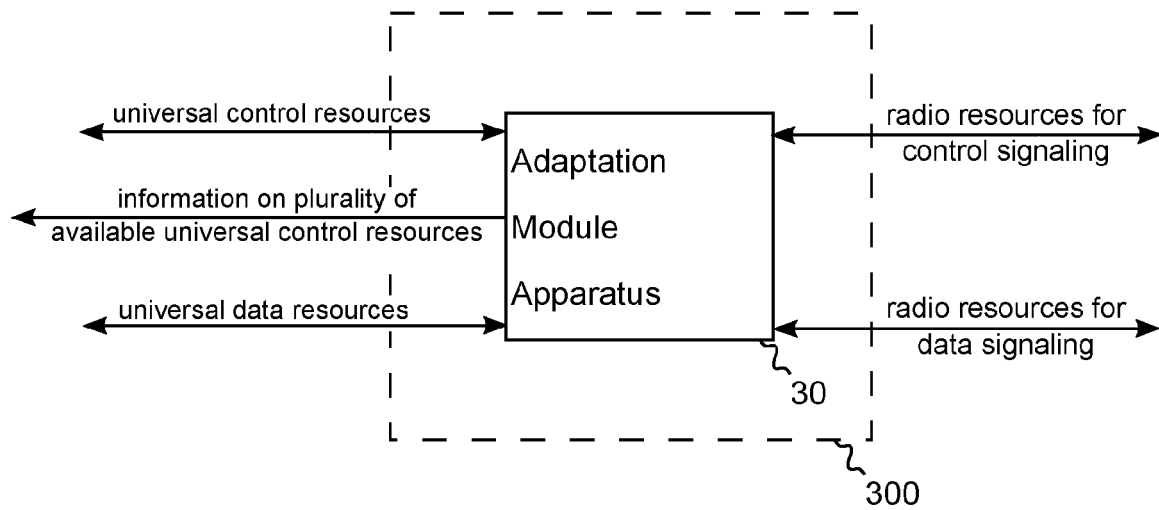 universal control resources
information on plurality of
available universal control resources
universal data resources
Adaptation
Module
Apparatus
radio resources for
control signaling
radio resources for
data signaling
30
300